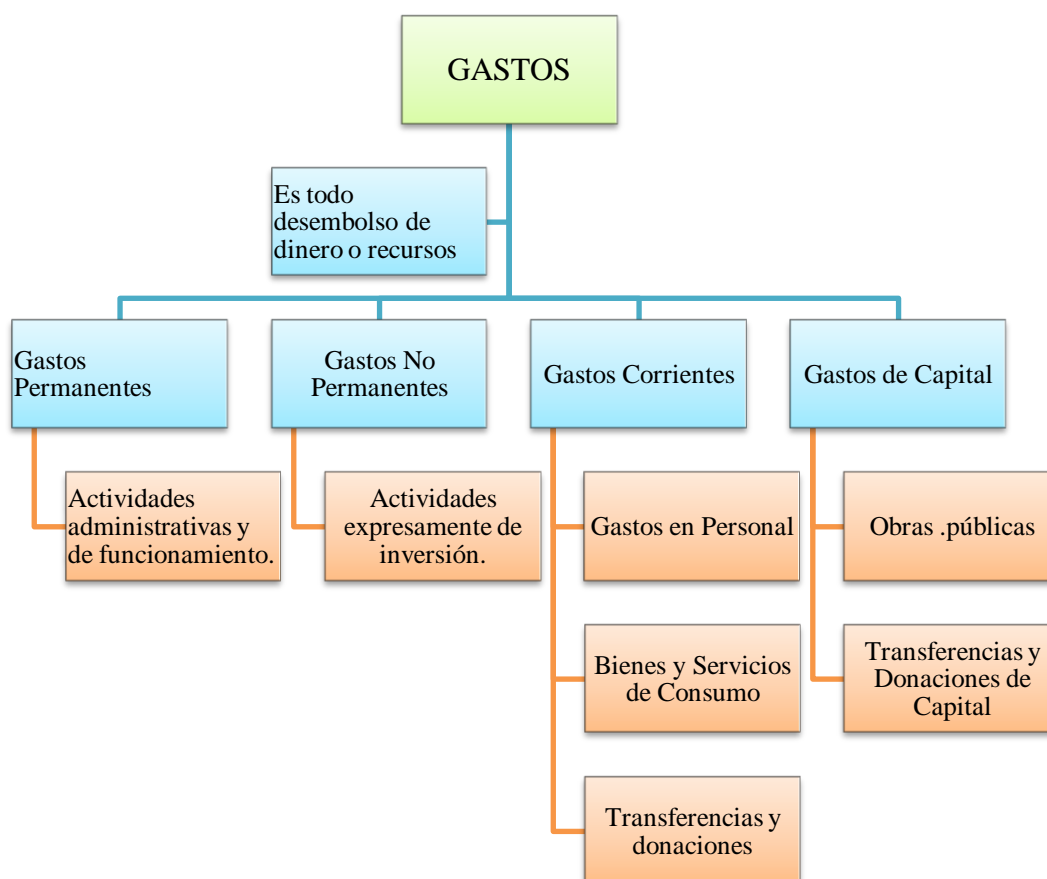 GASTOS
Es todo
desembolso de
dinero o recursos
Gastos
Permanentes
Gastos No
Permanentes
Gastos Corrientes
Gastos de Capital
Actividades
administrativas y
de funcionamiento.
Actividades
expresamente de
inversión.
Gastos en Personal
Obras .públicas
Bienes y Servicios
de Consumo
Transferencias y
Donaciones de
Capital
Transferencias y
donaciones